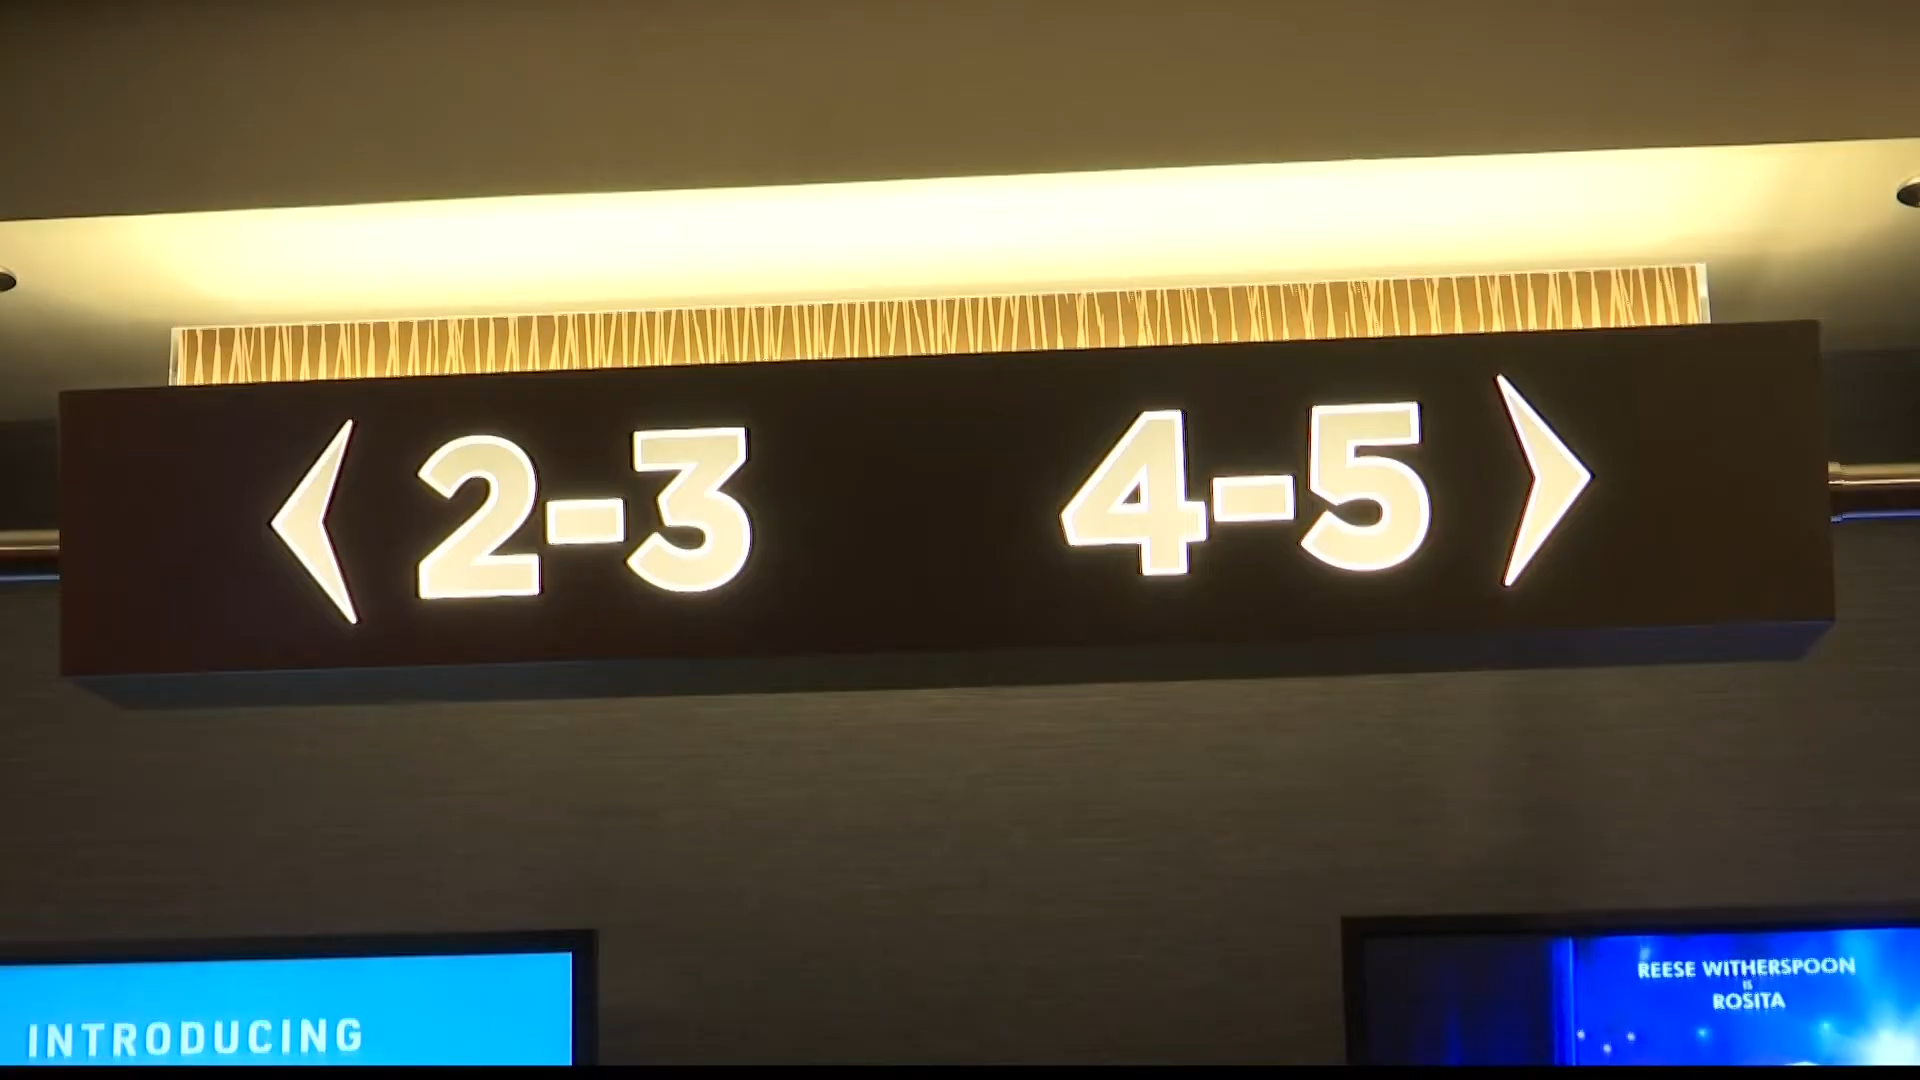 2-3 4-5
INTRODUCING
REESE WITHERSPOON
IS
ROSITA